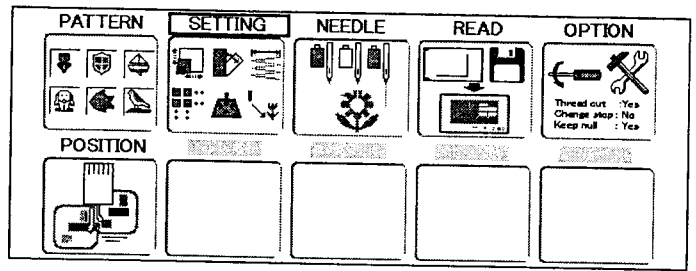 PATTERN SETTING NEEDLE READ OPTION
Thread cut :Yes
Change stop : No
Keep null : Yes
POSITION